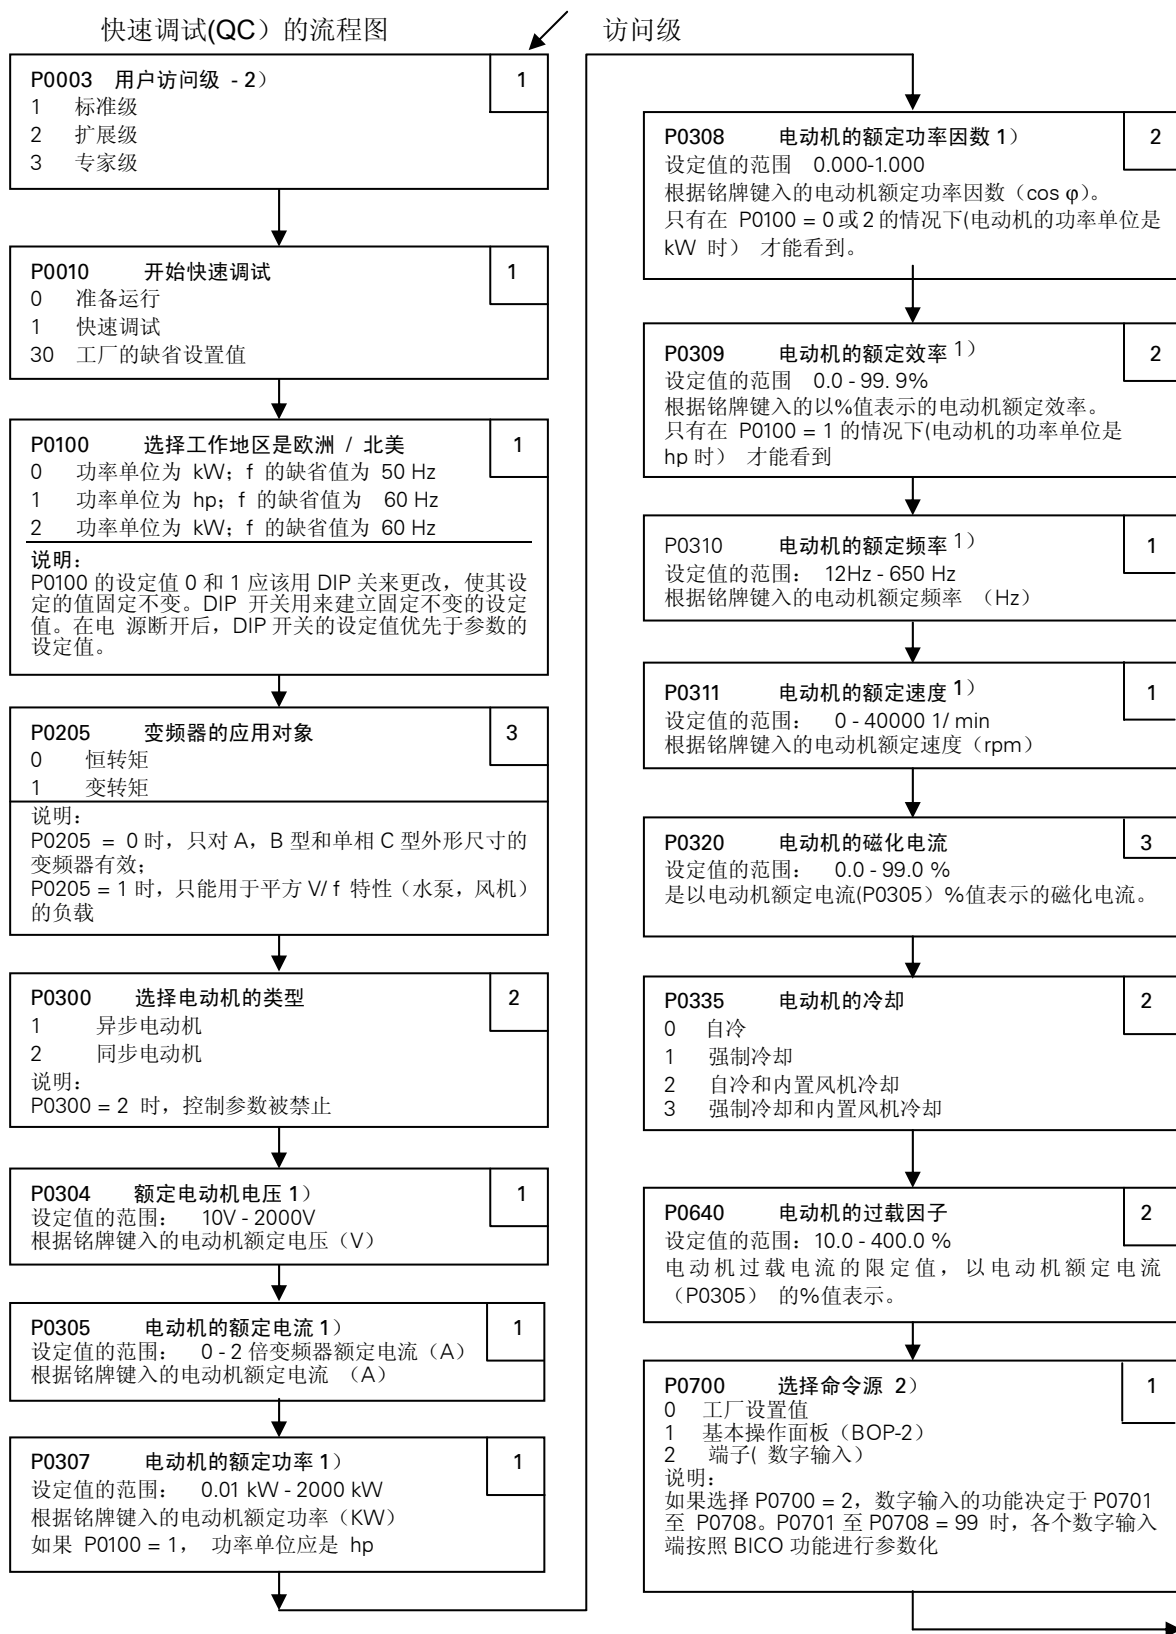 快速调试(QC）的流程图
访问级
P0003 用户访问级 - 2）
1
1 标准级
2 扩展级
3 专家级
P0010 开始快速调试
1
0 准备运行
1 快速调试
30 工厂的缺省设置值
P0100 选择工作地区是欧洲 / 北美
1
0 功率单位为 kW；f 的缺省值为 50 Hz
1 功率单位为 hp；f 的缺省值为 60 Hz
2 功率单位为 kW；f 的缺省值为 60 Hz
说明：
P0100 的设定值 0 和 1 应该用 DIP 关来更改，使其设
定的值固定不变。DIP 开关用来建立固定不变的设定
值。在电 源断开后，DIP 开关的设定值优先于参数的
设定值。
P0205 变频器的应用对象
3
0 恒转矩
1 变转矩
说明：
P0205 = 0 时，只对 A，B 型和单相 C 型外形尺寸的
变频器有效；
P0205 = 1 时，只能用于平方 V/ f 特性（水泵，风机）
的负载
P0300 选择电动机的类型
2
1 异步电动机
2 同步电动机
说明：
P0300 = 2 时，控制参数被禁止
P0304 额定电动机电压 1）
1
设定值的范围： 10V - 2000V
根据铭牌键入的电动机额定电压（V）
P0305 电动机的额定电流 1）
1
设定值的范围： 0 - 2 倍变频器额定电流（A）
根据铭牌键入的电动机额定电流 （A）
P0307 电动机的额定功率 1）
1
设定值的范围： 0.01 kW - 2000 kW
根据铭牌键入的电动机额定功率（KW）
如果 P0100 = 1， 功率单位应是 hp
P0308 电动机的额定功率因数 1）
2
设定值的范围 0.000-1.000
根据铭牌键入的电动机额定功率因数（cos φ）。
只有在 P0100 = 0 或 2 的情况下(电动机的功率单位是
kW 时） 才能看到。
P0309 电动机的额定效率 1）
2
设定值的范围 0.0 - 99. 9%
根据铭牌键入的以%值表示的电动机额定效率。
只有在 P0100 = 1 的情况下(电动机的功率单位是
hp 时） 才能看到
P0310 电动机的额定频率 1）
1
设定值的范围： 12Hz - 650 Hz
根据铭牌键入的电动机额定频率 （Hz）
P0311 电动机的额定速度 1）
1
设定值的范围： 0 - 40000 1/ min
根据铭牌键入的电动机额定速度（rpm）
P0320 电动机的磁化电流
3
设定值的范围： 0.0 - 99.0 %
是以电动机额定电流(P0305）%值表示的磁化电流。
P0335 电动机的冷却
2
0 自冷
1 强制冷却
2 自冷和内置风机冷却
3 强制冷却和内置风机冷却
P0640 电动机的过载因子
2
设定值的范围：10.0 - 400.0 %
电动机过载电流的限定值，以电动机额定电流
（P0305） 的%值表示。
P0700 选择命令源 2）
1
0 工厂设置值
1 基本操作面板（BOP-2）
2 端子( 数字输入）
说明：
如果选择 P0700 = 2，数字输入的功能决定于 P0701
至 P0708。P0701 至 P0708 = 99 时，各个数字输入
端按照 BICO 功能进行参数化